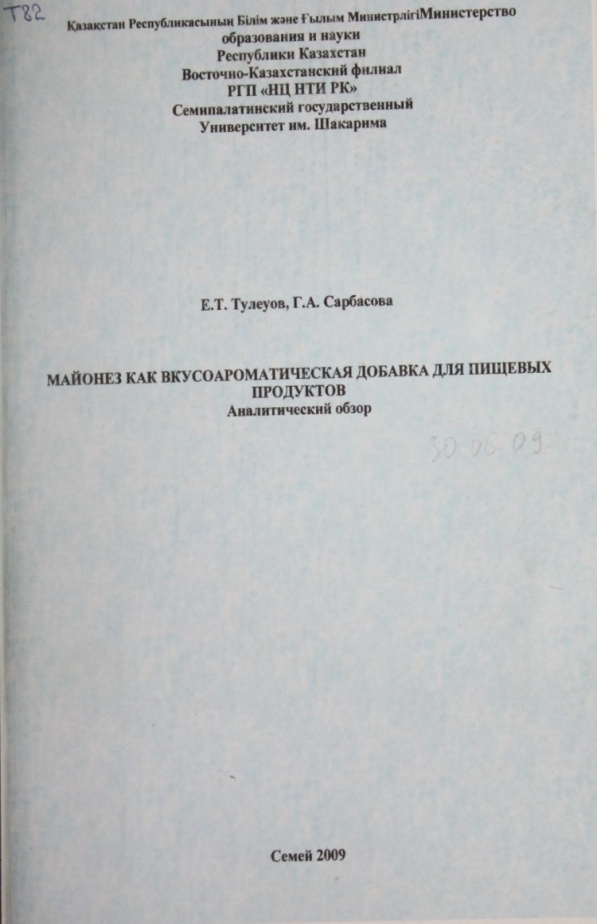 Т82
Қазақстан Республикасының Білім және Ғылым МинистрлігіМинистерство
образования и науки
Республики Казахстан
Восточно-Казахстанский филиал
РГП «НЦ НТИ РК»
Семипалатинский государственный
Университет им. Шакарима
Е.Т. Тулеуов, Г.А. Сарбасова
МАЙОНЕЗ КАК ВКУСОАРОМАТИЧЕСКАЯ ДОБАВКА ДЛЯ ПИЩЕВЫХ
ПРОДУКТОВ
Аналитический обзор
30 06 09
Семей 2009